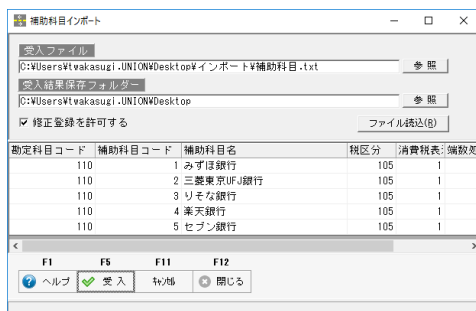 補助科目インポート
受入ファイル
C:¥Users¥twakasugi.UNION¥Desktop¥インポート¥補助科目.txt 参照
受入結果保存フォルダー
C:¥Users¥twakasugi.UNION¥Desktop 参照
修正登録を許可する ファイル読込(R)
勘定科目コード 補助科目コード 補助科目名 税区分 消費税表 端数処
110 1 みずほ銀行 105 1
110 2 三菱東京UFJ銀行 105 1
110 3 りそな銀行 105 1
110 4 楽天銀行 105 1
110 5 セブン銀行 105 1
F1 F5 F11 F12
ヘルプ 受入 ｷｬﾝｾﾙ 閉じる